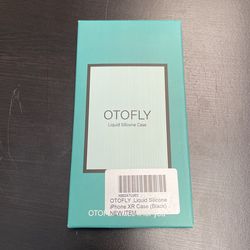 OTOFLY
Liquid Silicone Case
OTOFLY Liquid Silicone
iPhone XR Case (Black)
NEW ITEM